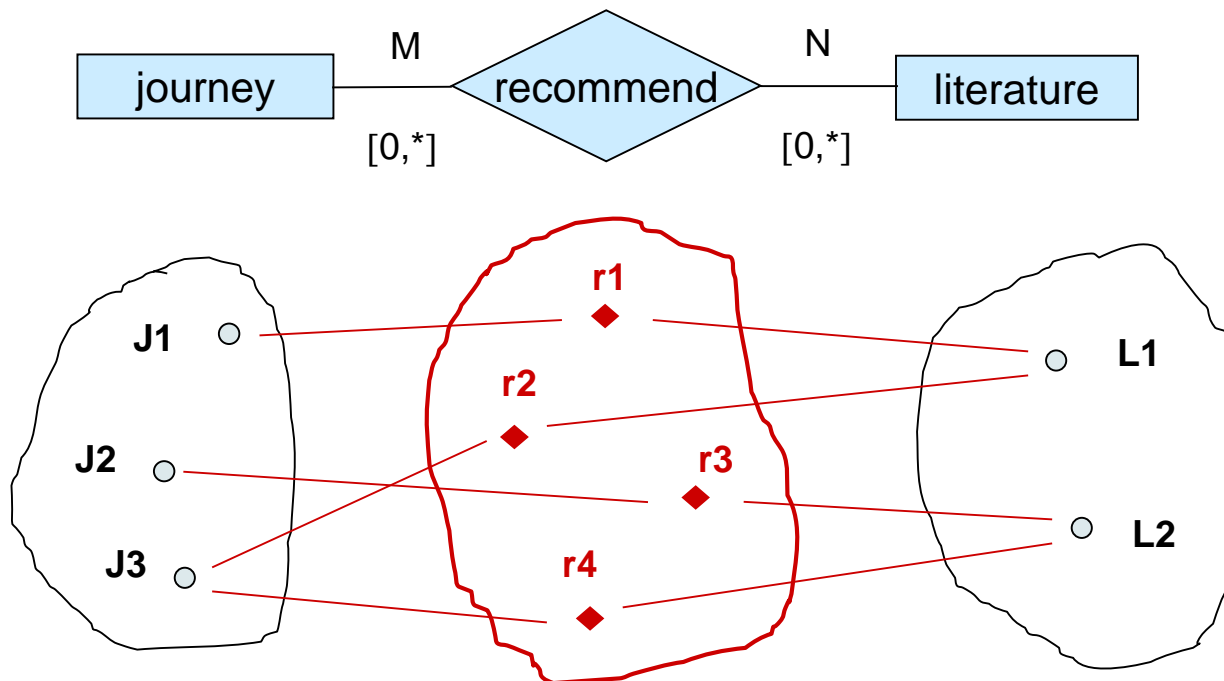 M
N
journey
recommend
literature
[0,*]
[0,*]
r1
J1
L1
r2
J2
r3
L2
J3
r4